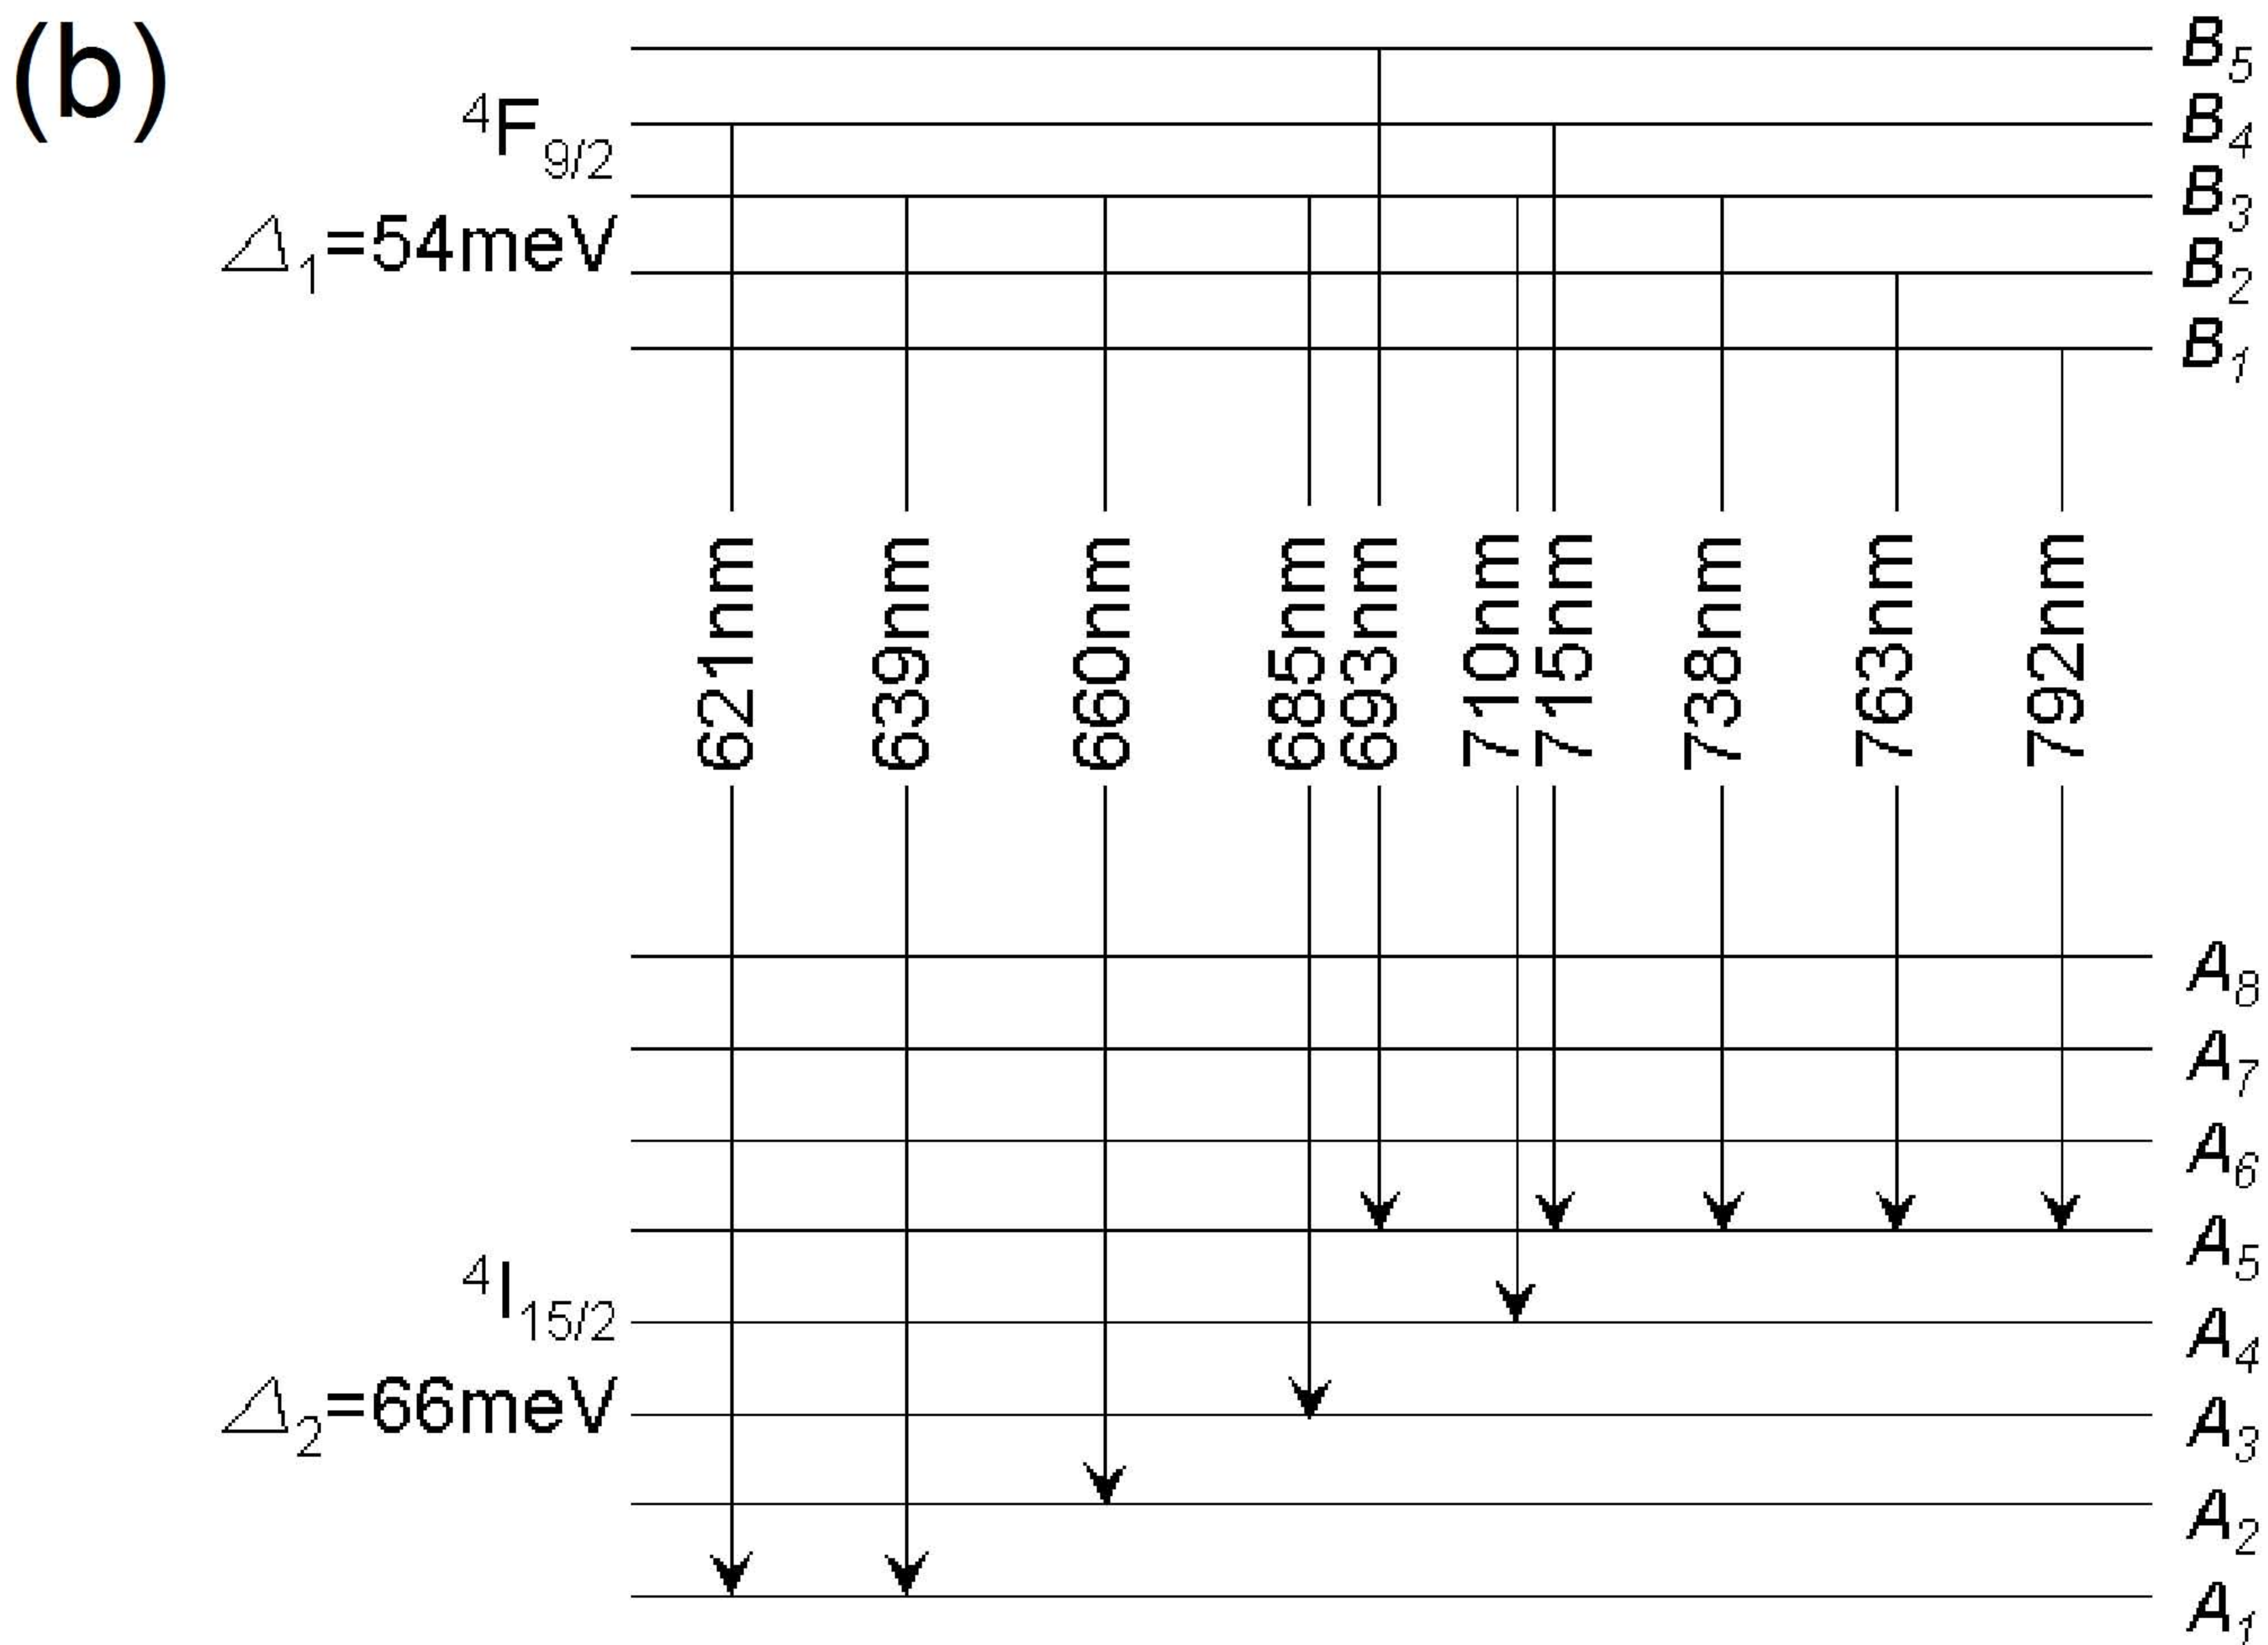 (b)
B5
B4
B3
B2
B1
4F9/2
Δ1=54meV
621nm
639nm
660nm
685nm
693nm
710nm
715nm
738nm
763nm
792nm
A8
A7
A6
A5
A4
A3
A2
A1
4I15/2
Δ2=66meV